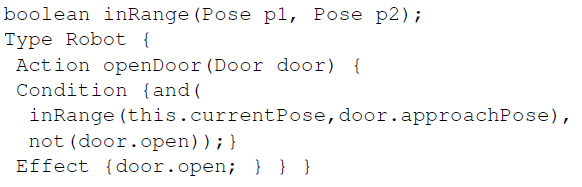 boolean inRange(Pose p1, Pose p2);
Type Robot {
Action openDoor(Door door) {
Condition {and(
inRange(this.currentPose,door.approachPose),
not(door.open));}
Effect {door.open; } } }